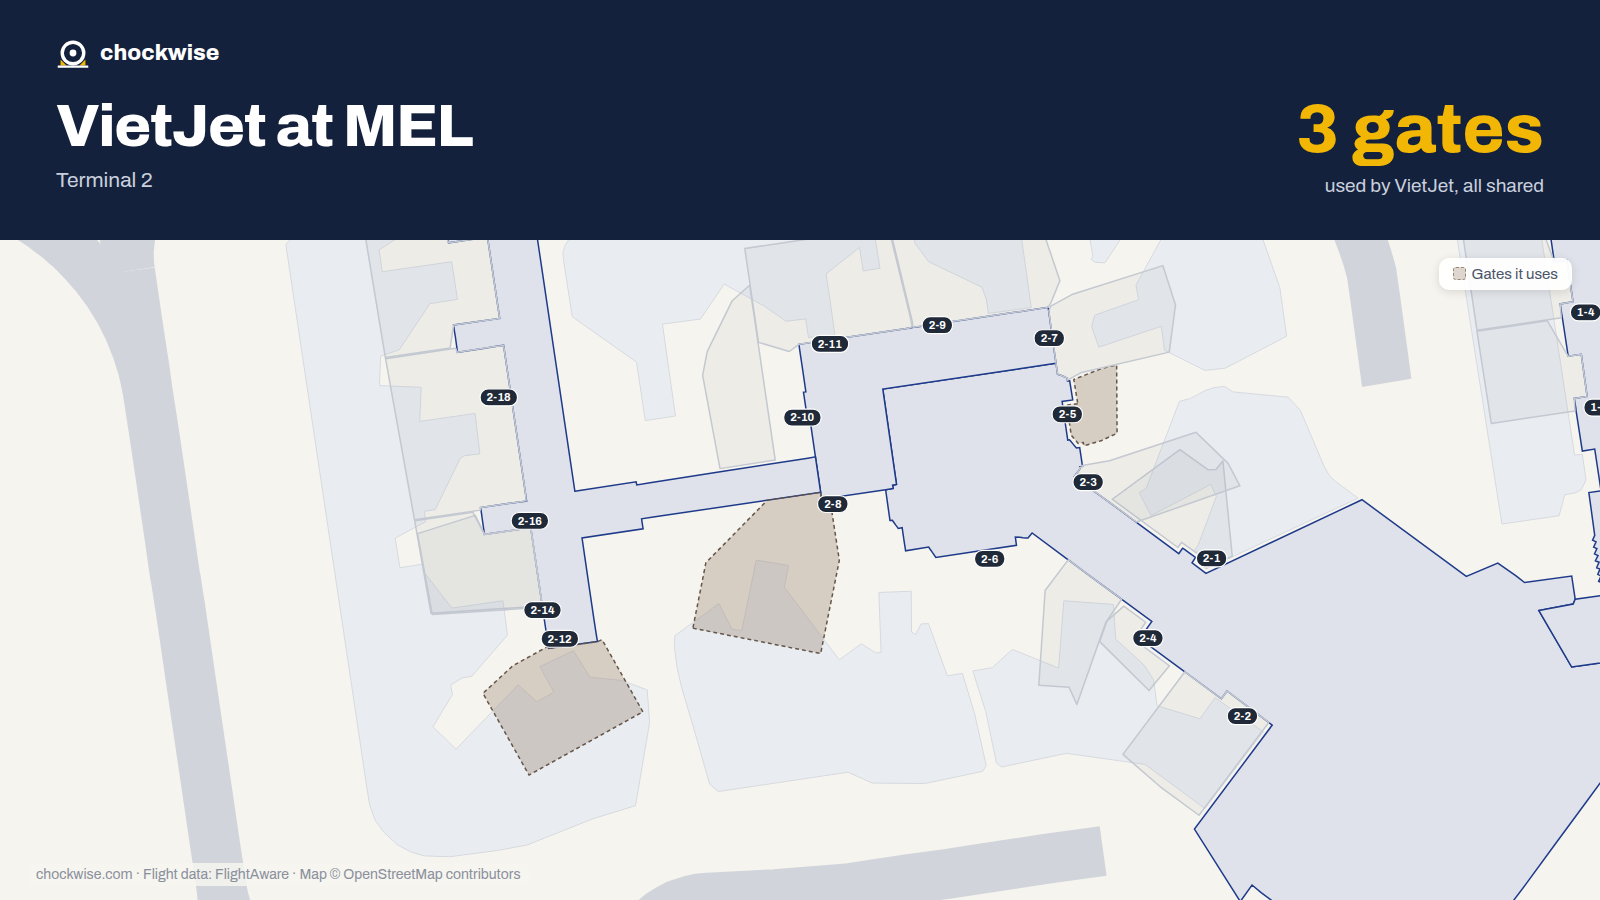 chockwise
VietJet at MEL
Terminal 2
3 gates
used by VietJet, all shared
Gates it uses
1-4
2-9
2-7
2-11
2-18
1-
2-5
2-10
2-3
2-8
2-16
2-6
2-1
2-14
2-12
2-4
2-2
chockwise.com · Flight data: FlightAware · Map © OpenStreetMap contributors